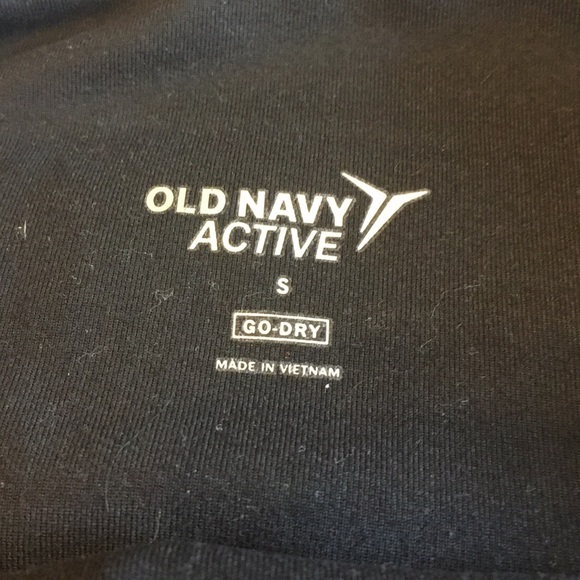 OLD NAVY
ACTIVE
S
GO-DRY
MADE IN VIETNAM